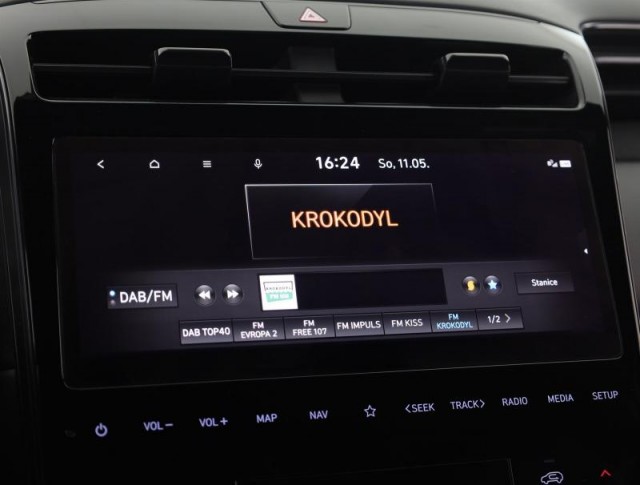 16:24 So, 11.05.
KROKODYL
DAB/FM
KROKODYL
Stanice
DAB TOP40
FM
EVROPA 2
FM
FREE 107
FM IMPULS
FM KISS
FM
KROKODYL
1/2
VOL− VOL+ MAP NAV <SEEK TRACK> RADIO MEDIA SETUP